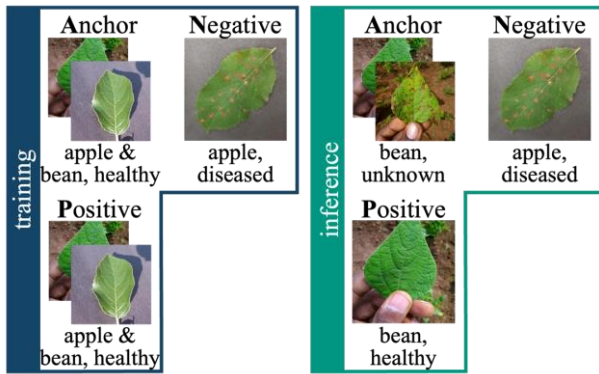 training
Anchor
apple &
bean, healthy
Negative
apple,
diseased
Positive
apple &
bean, healthy
inference
Anchor
bean,
unknown
Negative
apple,
diseased
Positive
bean,
healthy